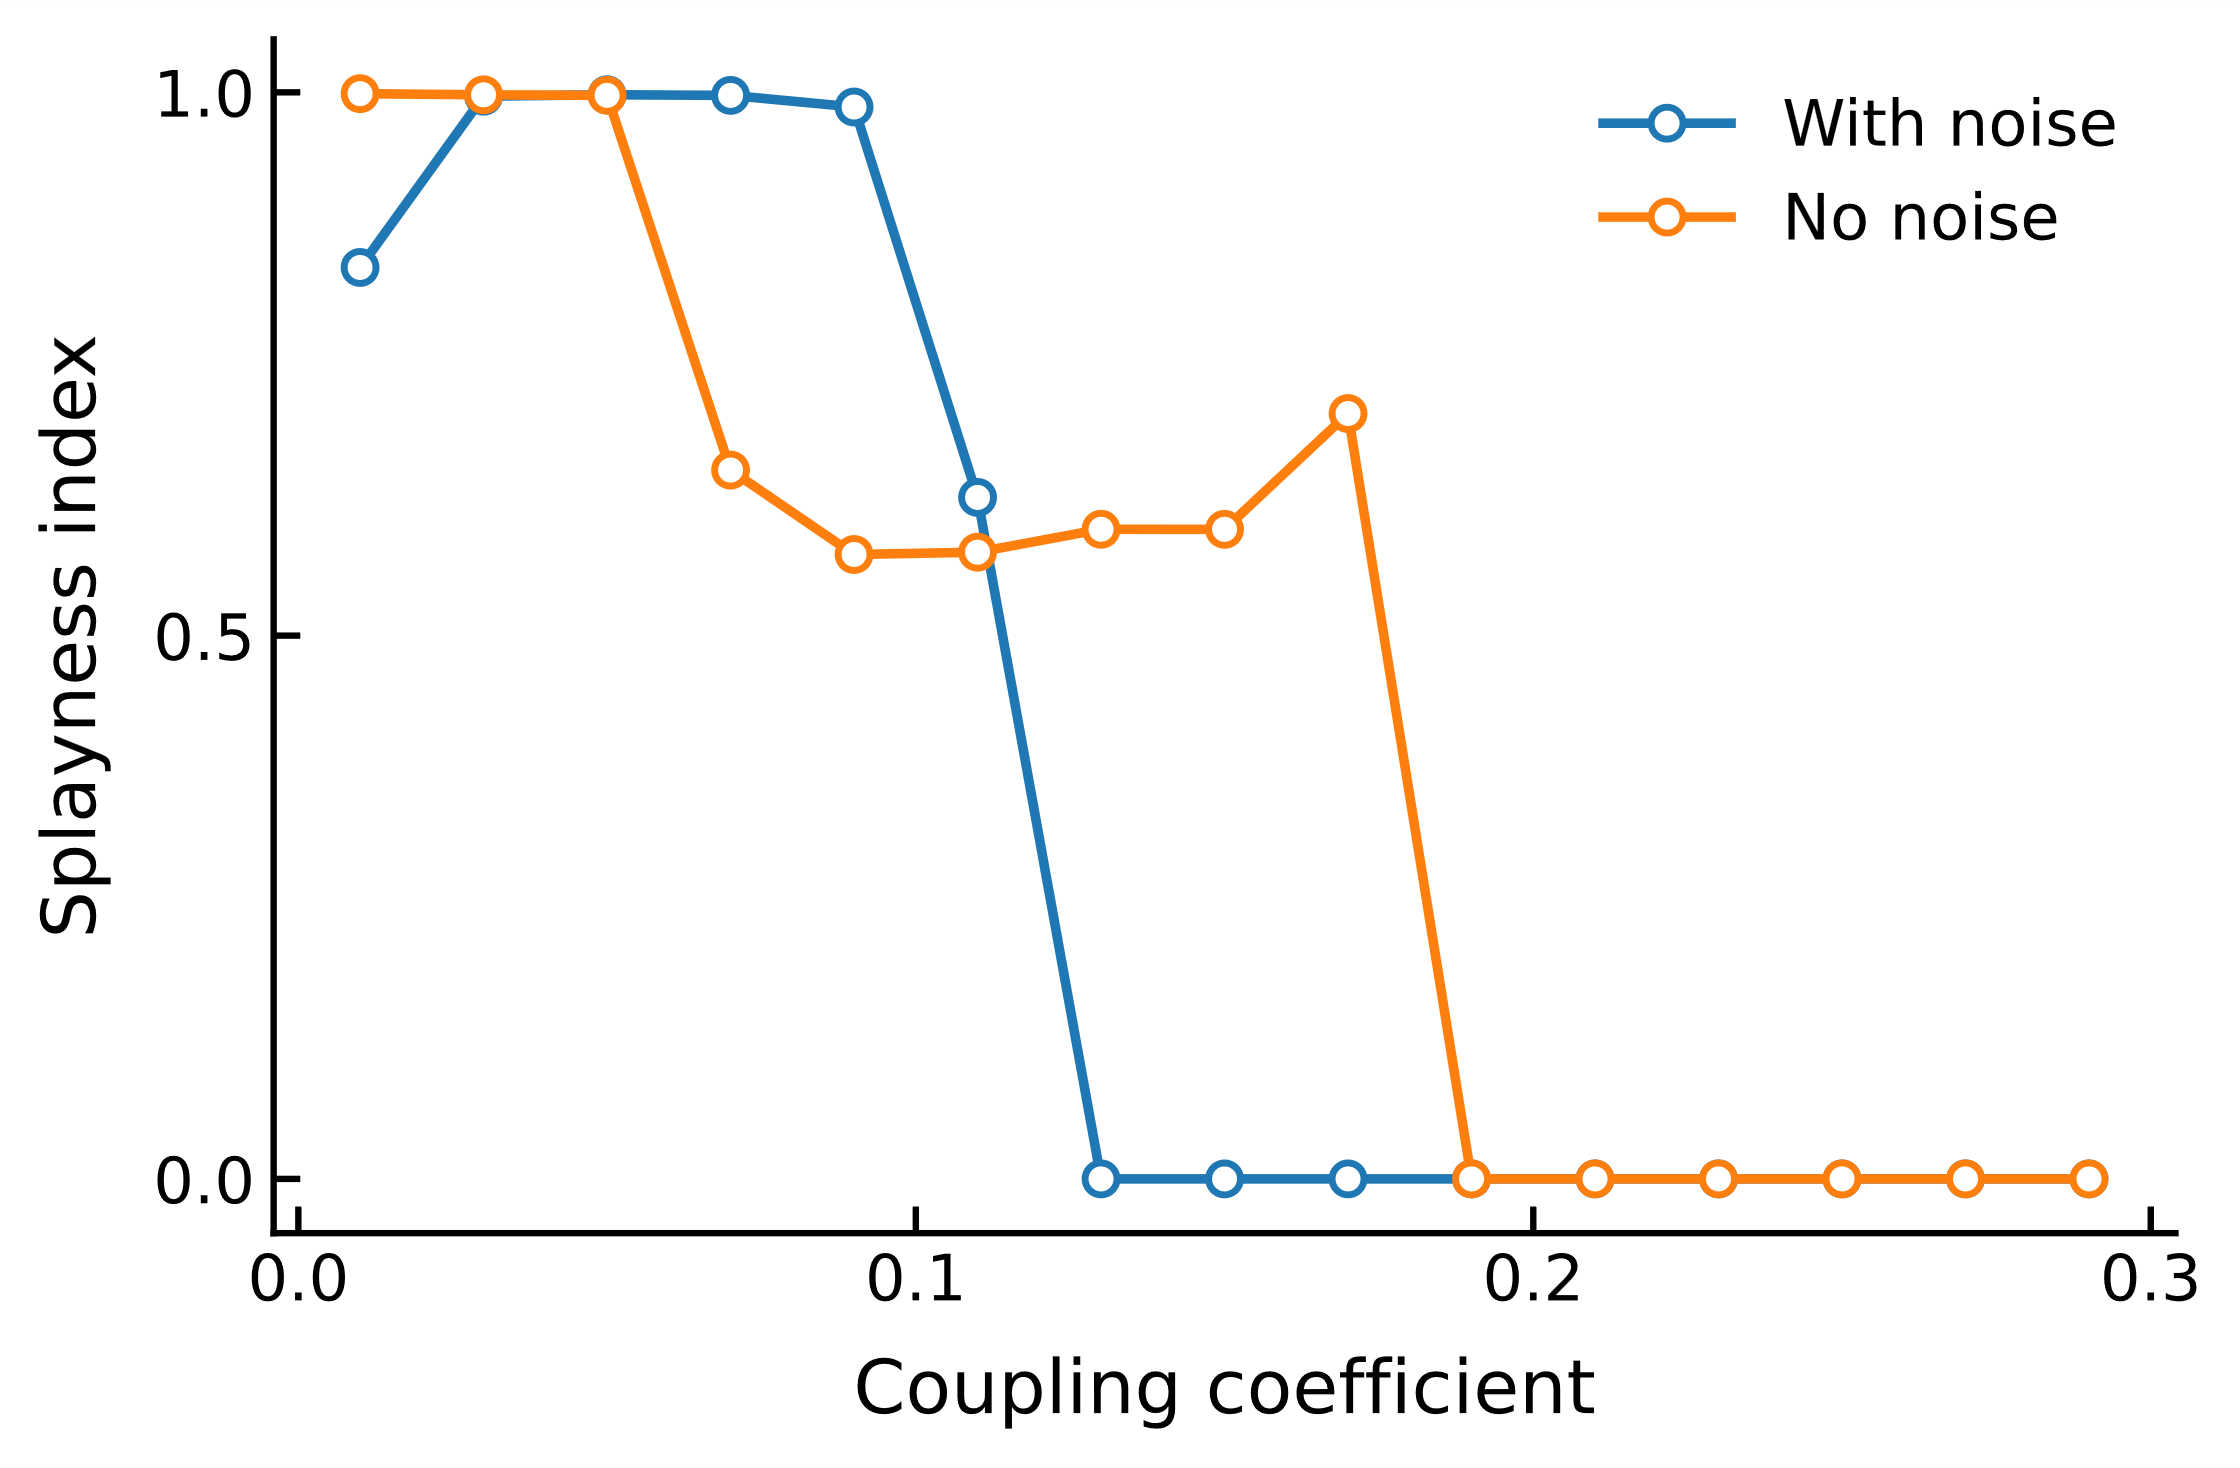 With noise
No noise
Splayness index
1.0
0.5
0.0
0.0 0.1 0.2 0.3
Coupling coefficient